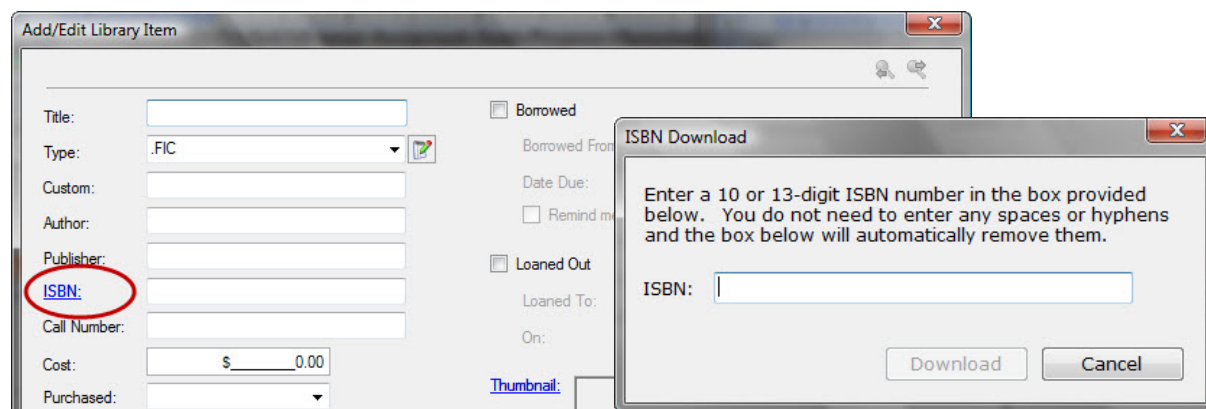 Add/Edit Library Item
Title:
Type: .FIC
Custom:
Author:
Publisher:
ISBN:
Call Number:
Cost: $______0.00
Purchased:
Borrowed
Borrowed From
Date Due:
Remind
Loaned Out
Loaned To:
On:
Thumbnail:
ISBN Download
Enter a 10 or 13-digit ISBN number in the box provided
below. You do not need to enter any spaces or hyphens
and the box below will automatically remove them.
ISBN:
Download Cancel